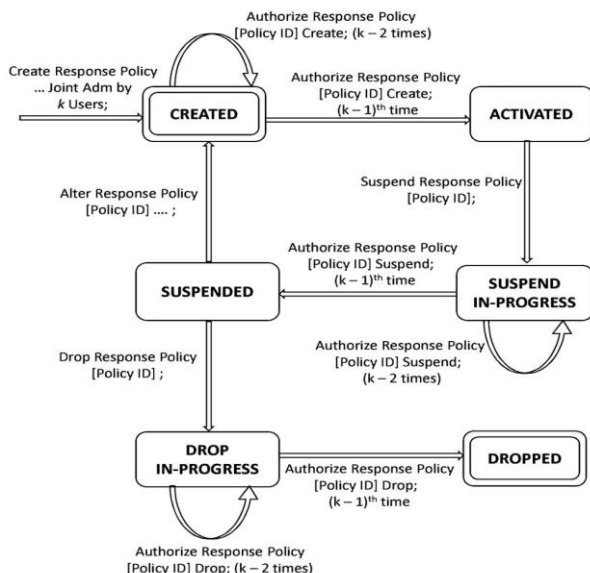 Authorize Response Policy
[Policy ID] Create; (k – 2 times)
Create Response Policy
... Joint Adm by
k Users;
Authorize Response Policy
[Policy ID] Create;
(k – 1)th time
CREATED
ACTIVATED
Alter Response Policy
[Policy ID] .... ;
Suspend Response Policy
[Policy ID];
Authorize Response Policy
[Policy ID] Suspend;
(k – 1)th time
SUSPENDED
SUSPEND
IN-PROGRESS
Drop Response Policy
[Policy ID] ;
Authorize Response Policy
[Policy ID] Suspend;
(k – 2 times)
DROP
IN-PROGRESS
Authorize Response Policy
[Policy ID] Drop;
(k – 1)th time
DROPPED
Authorize Response Policy
[Policy ID] Drop; (k – 2 times)